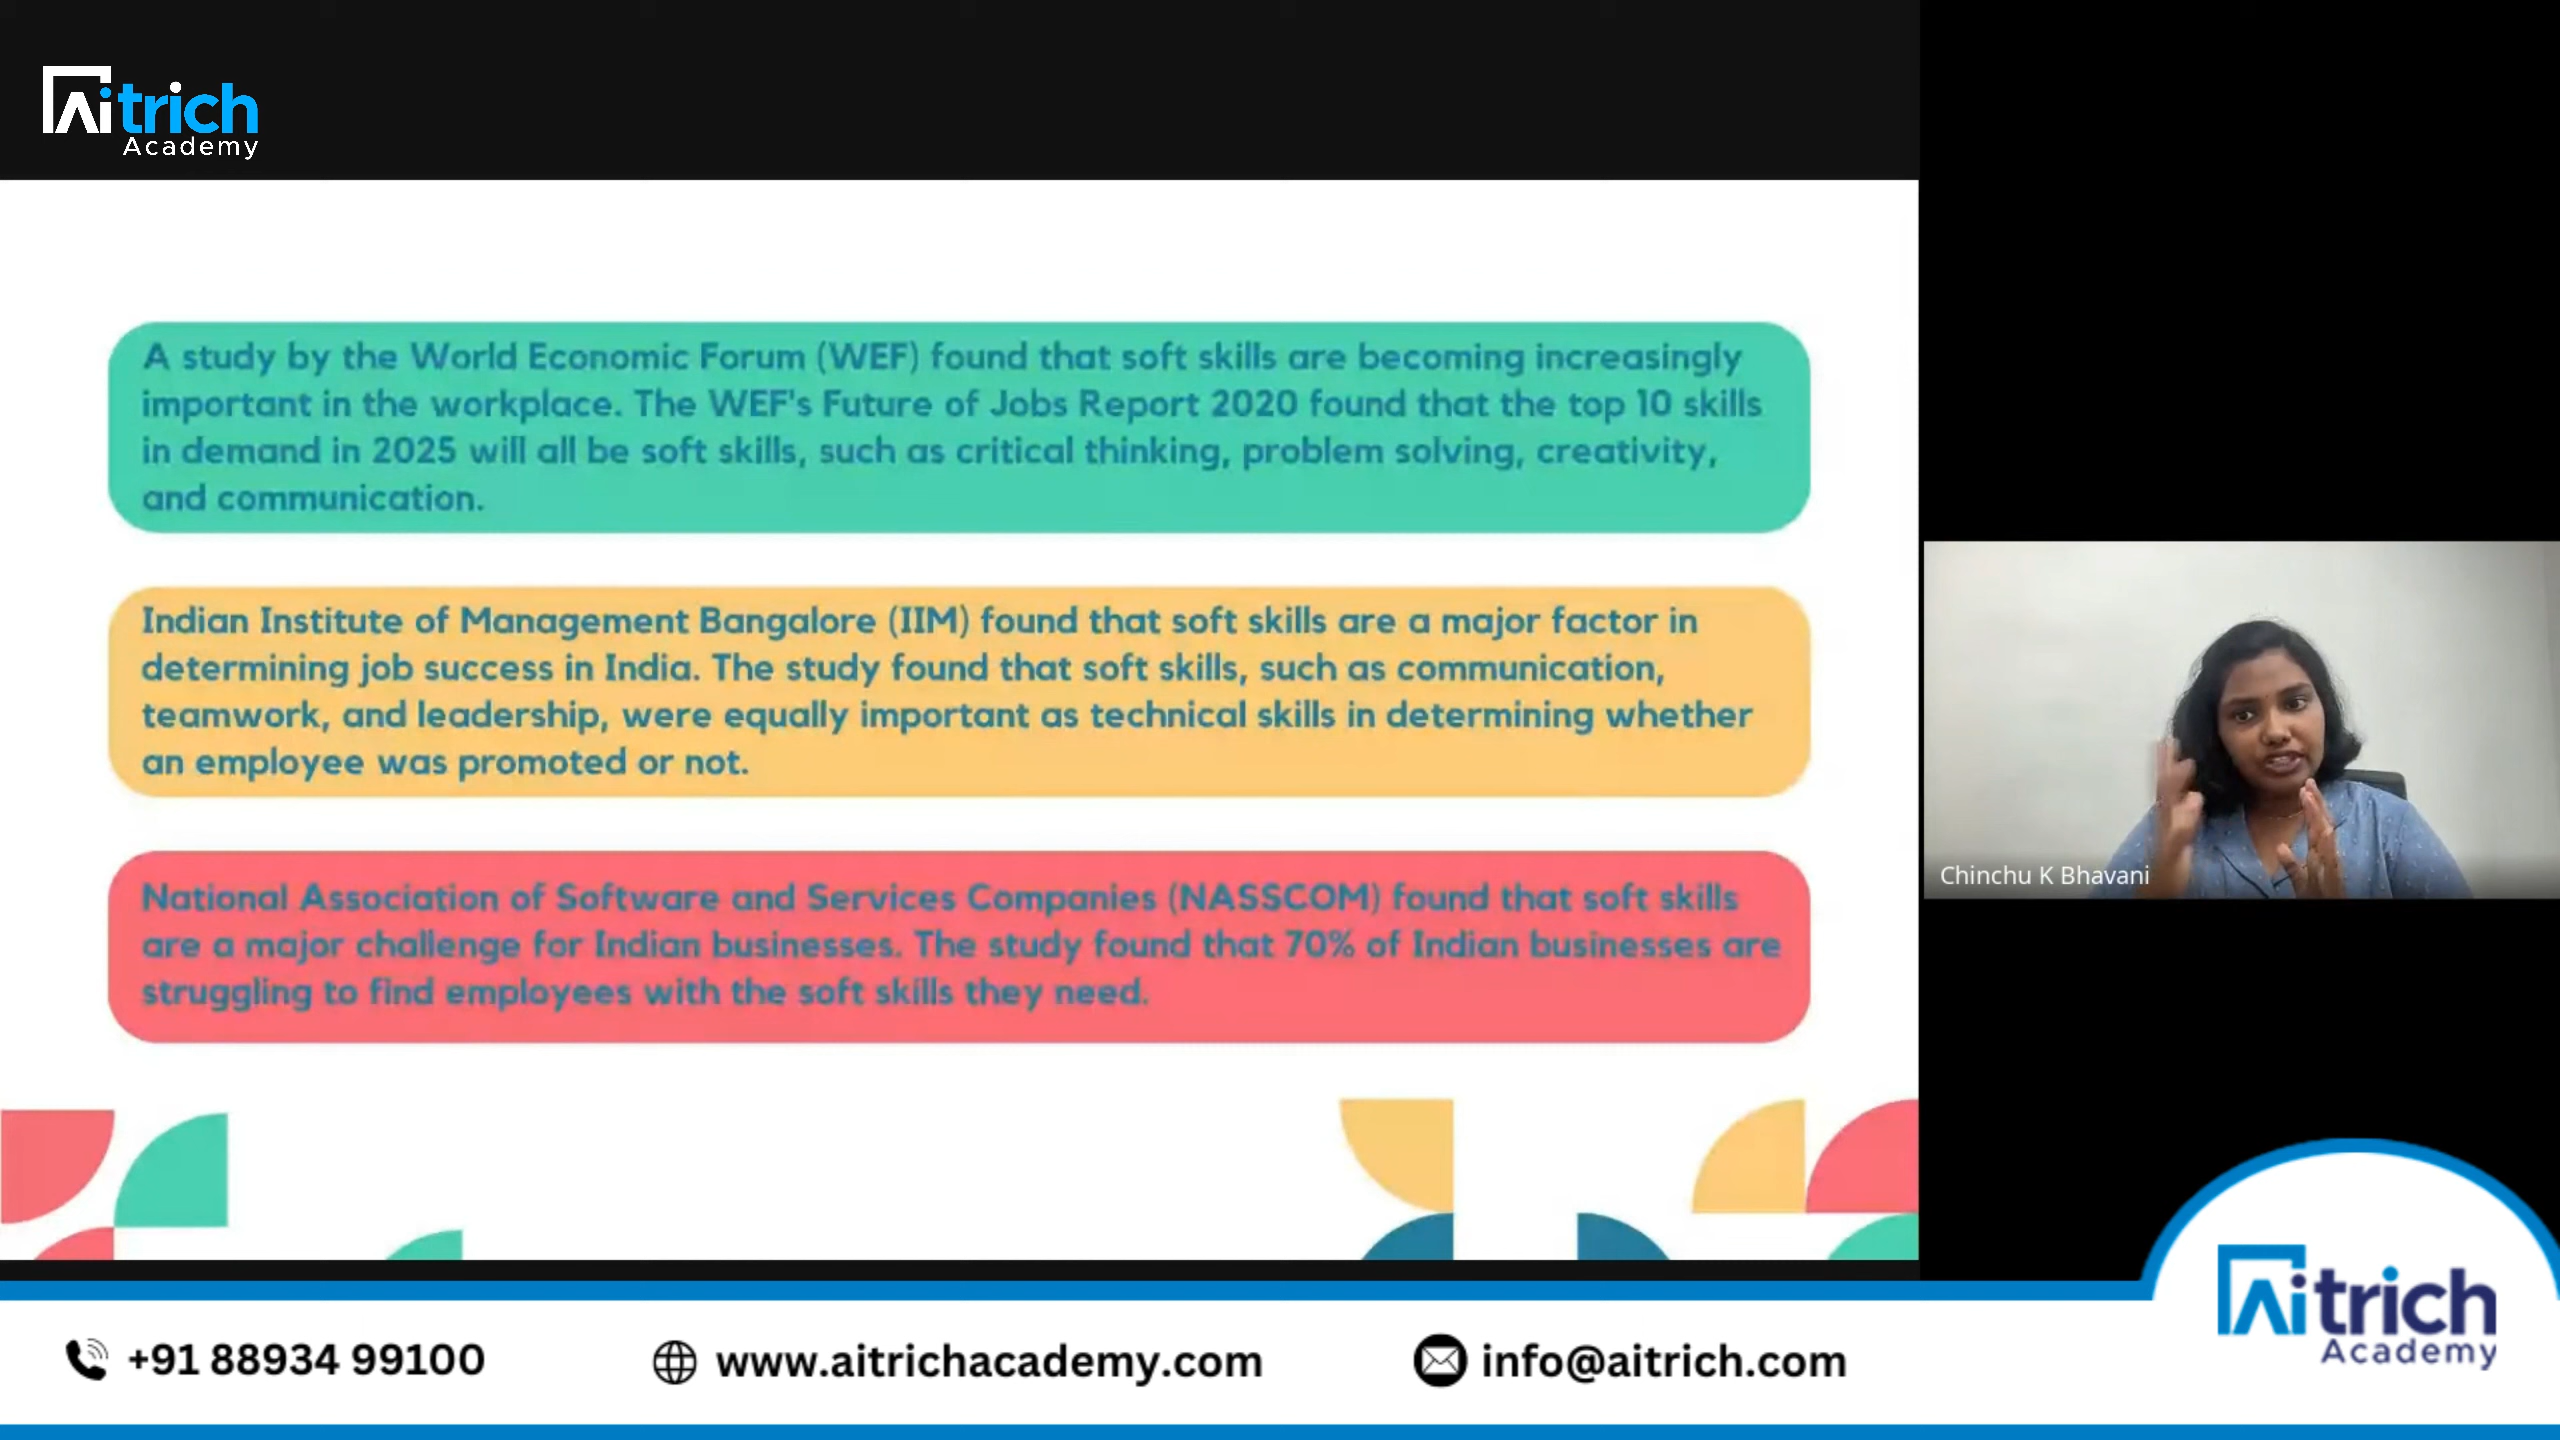 Aitrich
Academy
A study by the World Economic Forum (WEF) found that soft skills are becoming increasingly
important in the workplace. The WEF's Future of Jobs Report 2020 found that the top 10 skills
in demand in 2025 will all be soft skills, such as critical thinking, problem solving, creativity,
and communication.
Indian Institute of Management Bangalore (IIM) found that soft skills are a major factor in
determining job success in India. The study found that soft skills, such as communication,
teamwork, and leadership, were equally important as technical skills in determining whether
an employee was promoted or not.
National Association of Software and Services Companies (NASSCOM) found that soft skills
are a major challenge for Indian businesses. The study found that 70% of Indian businesses are
struggling to find employees with the soft skills they need.
Chinchu K Bhavani
+91 88934 99100
www.aitrichacademy.com
info@aitrich.com
Aitrich
Academy